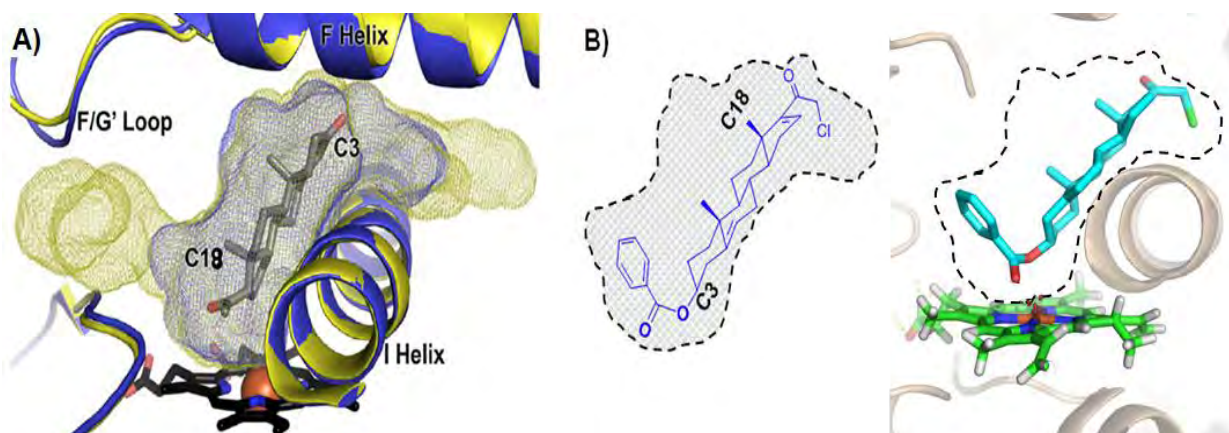 A)
F Helix
F/G' Loop
C3
C18
I Helix
B)
O
C18
Cl
C3
O
O